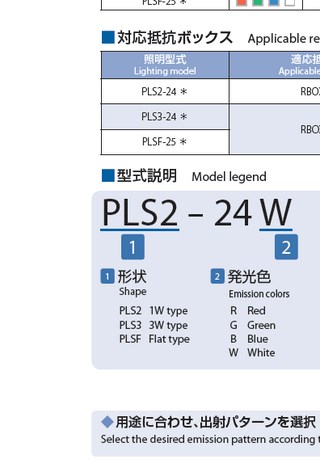 PLSF-25 ＊
■対応抵抗ボックス Applicable re
照明型式 適応抵
Lighting model Applicable
PLS2-24 ＊ RBO
PLS3-24 ＊
RBO
PLSF-25 ＊
■型式説明 Model legend
PLS2 – 24 W
1 2
1 形状 2 発光色
Shape Emission colors
PLS2 1W type R Red
PLS3 3W type G Green
PLSF Flat type B Blue
W White
◆用途に合わせ、出射パターンを選択
Select the desired emission pattern according t